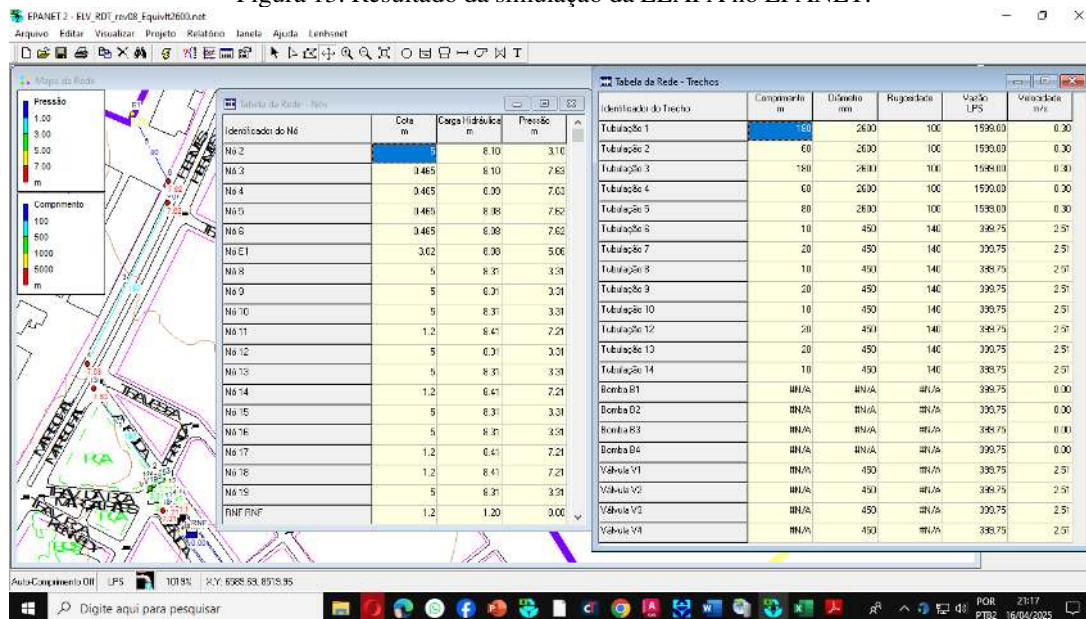 EPANET 2 - ELV_RDT_rev08_Equivlt2600.net
Arquivo Editar Visualizar Projeto Relatório Janela Ajuda Lenhsnet
Mapa da Rede
Pressão
1.00
3.00
5.00
7.00
m
Comprimento
100
500
1000
5000
m
Tabela da Rede - Nós
Identificador do Nó Cota m Carga Hidráulica m Pressão m
Nó 2 5 8.10 3.10
Nó 3 0.465 8.10 7.63
Nó 4 0.465 8.09 7.63
Nó 5 0.465 8.08 7.62
Nó 6 0.465 8.08 7.62
Nó E1 3.02 8.08 5.06
Nó 8 5 8.31 3.31
Nó 9 5 8.31 3.31
Nó 10 5 8.31 3.31
Nó 11 1.2 8.41 7.21
Nó 12 5 8.31 3.31
Nó 13 5 8.31 3.31
Nó 14 1.2 8.41 7.21
Nó 15 5 8.31 3.31
Nó 16 5 8.31 3.31
Nó 17 1.2 8.41 7.21
Nó 18 1.2 8.41 7.21
Nó 19 5 8.31 3.31
RNF RNF 1.2 1.20 0.00
Tabela da Rede - Trechos
Identificador do Trecho Comprimento m Diâmetro mm Rugosidade Vazão LPS Velocidade m/s
Tubulação 1 180 2600 100 1599.00 0.30
Tubulação 2 60 2600 100 1599.00 0.30
Tubulação 3 180 2600 100 1599.00 0.30
Tubulação 4 60 2600 100 1599.00 0.30
Tubulação 5 80 2600 100 1599.00 0.30
Tubulação 6 10 450 140 399.75 2.51
Tubulação 7 20 450 140 399.75 2.51
Tubulação 8 10 450 140 399.75 2.51
Tubulação 9 20 450 140 399.75 2.51
Tubulação 10 10 450 140 399.75 2.51
Tubulação 12 20 450 140 399.75 2.51
Tubulação 13 20 450 140 399.75 2.51
Tubulação 14 10 450 140 399.75 2.51
Bomba B1 #N/A #N/A #N/A 399.75 0.00
Bomba B2 #N/A #N/A #N/A 399.75 0.00
Bomba B3 #N/A #N/A #N/A 399.75 0.00
Bomba B4 #N/A #N/A #N/A 399.75 0.00
Válvula V1 #N/A 450 #N/A 399.75 2.51
Válvula V2 #N/A 450 #N/A 399.75 2.51
Válvula V3 #N/A 450 #N/A 399.75 2.51
Válvula V4 #N/A 450 #N/A 399.75 2.51
Auto-Comprimento Off LPS 1019% X,Y: 6589.69, 8519.95
Digite aqui para pesquisar
POR 21:17
PTB2 16/04/2025